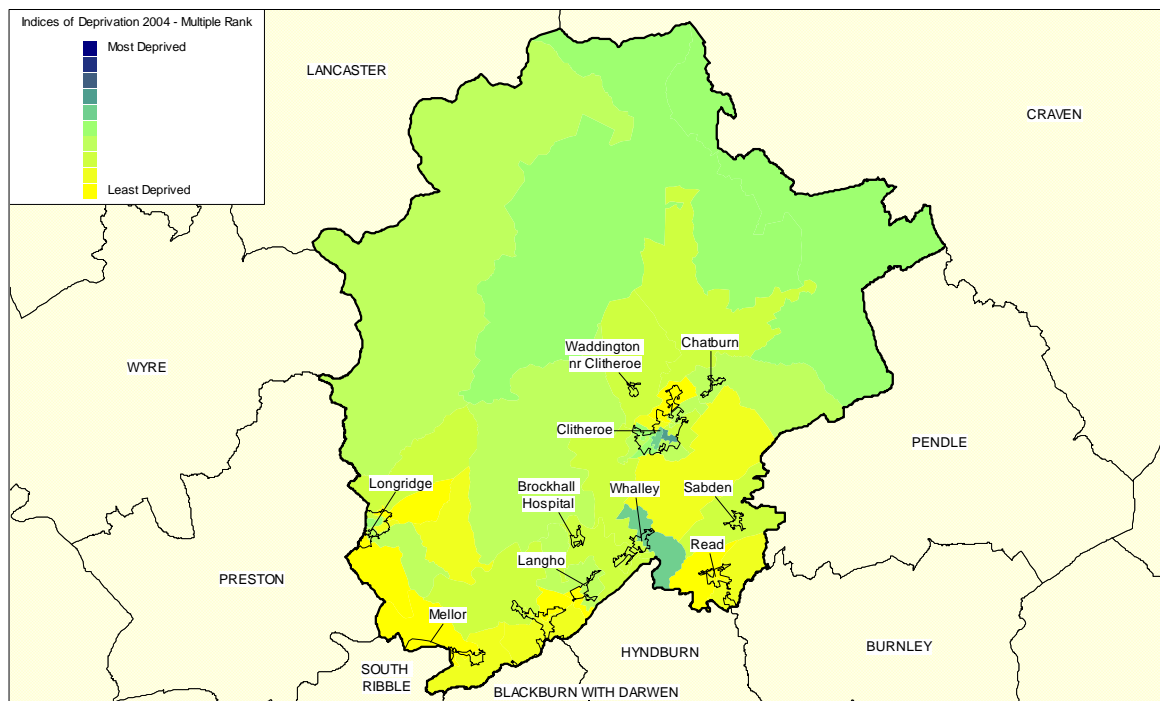 Indices of Deprivation 2004 - Multiple Rank
Most Deprived
Least Deprived
LANCASTER
CRAVEN
WYRE
Waddington
nr Clitheroe
Chatburn
Clitheroe
PENDLE
Longridge
Brockhall
Hospital
Whalley
Sabden
Langho
Read
PRESTON
Mellor
SOUTH
RIBBLE
HYNDBURN
BURNLEY
BLACKBURN WITH DARWEN